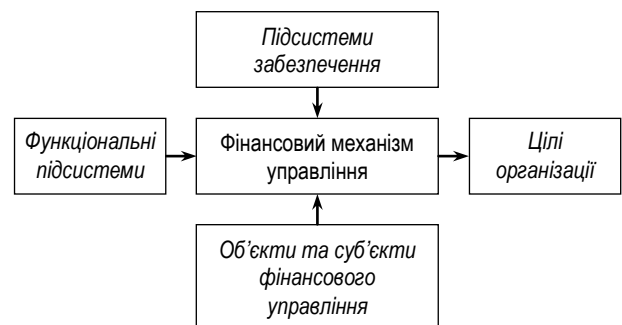 Підсистеми
забезпечення
Функціональні
підсистеми
Фінансовий механізм
управління
Цілі
організації
Об’єкти та суб’єкти
фінансового
управління